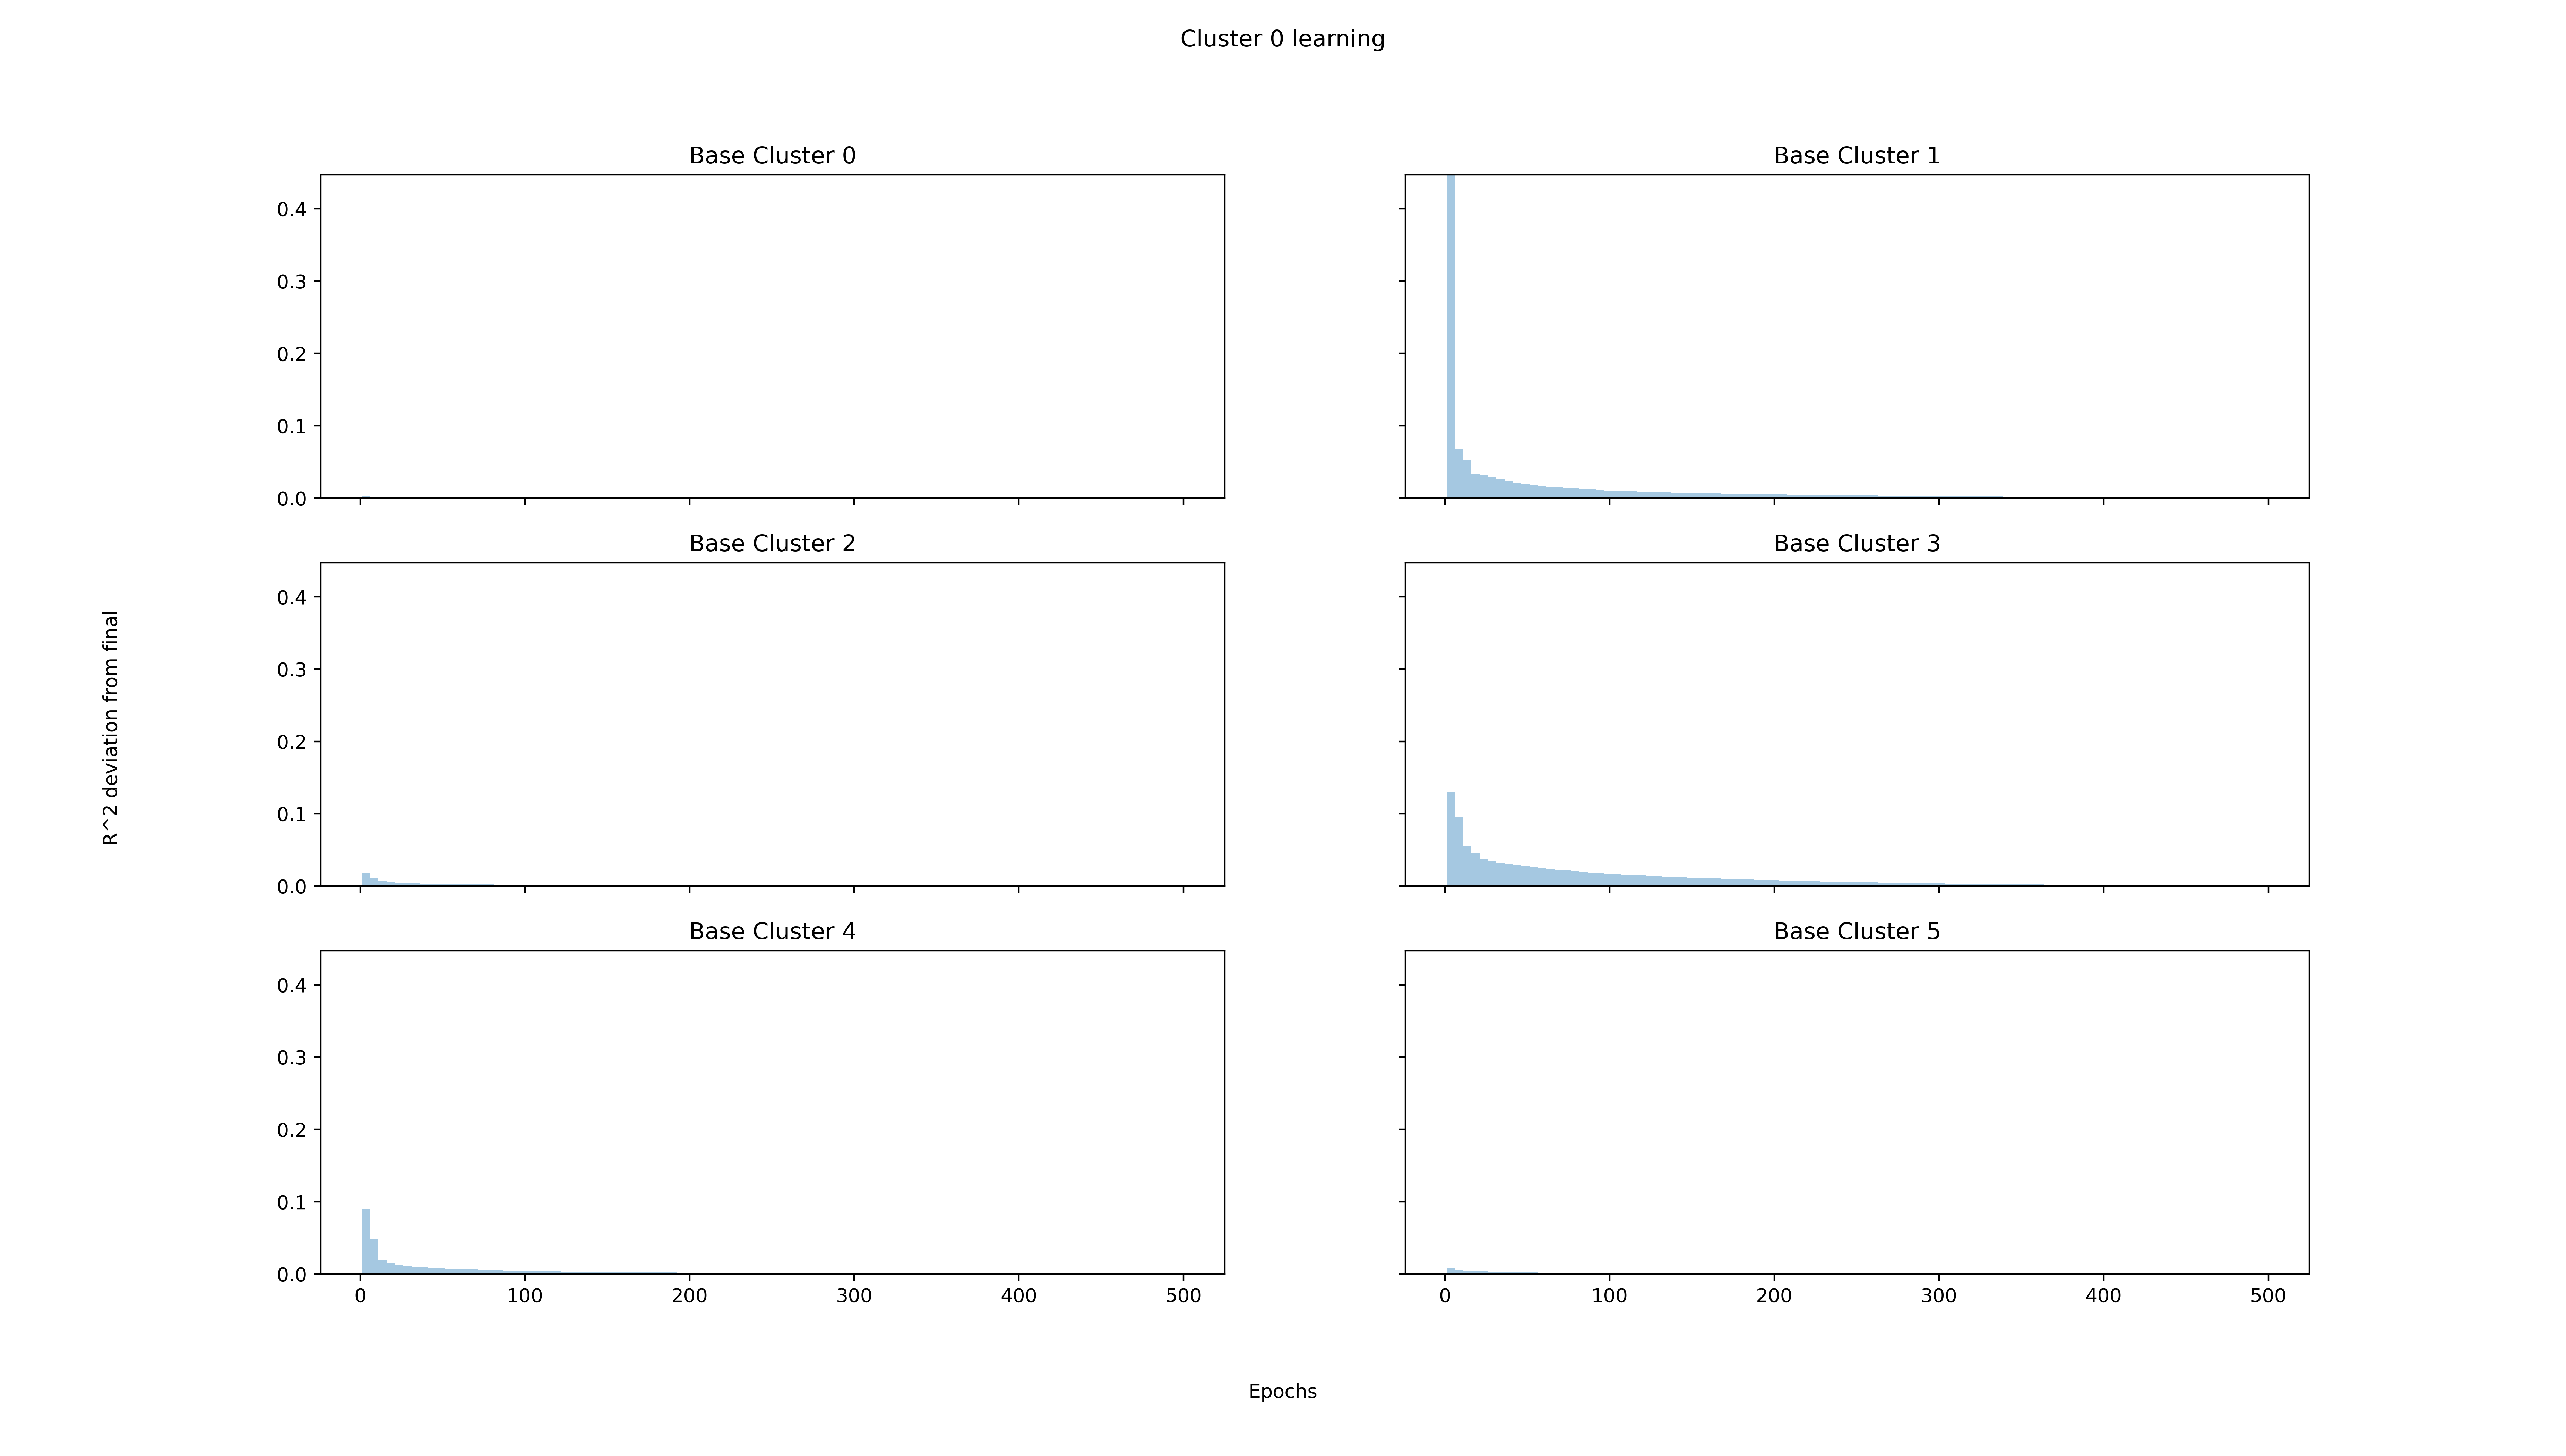 Cluster 0 learning
Base Cluster 0
0.4
0.3
0.2
0.1
0.0
Base Cluster 1
Base Cluster 2
0.4
0.3
0.2
0.1
0.0
Base Cluster 3
R^2 deviation from final
Base Cluster 4
0.4
0.3
0.2
0.1
0.0
0 100 200 300 400 500
Base Cluster 5
0 100 200 300 400 500
Epochs